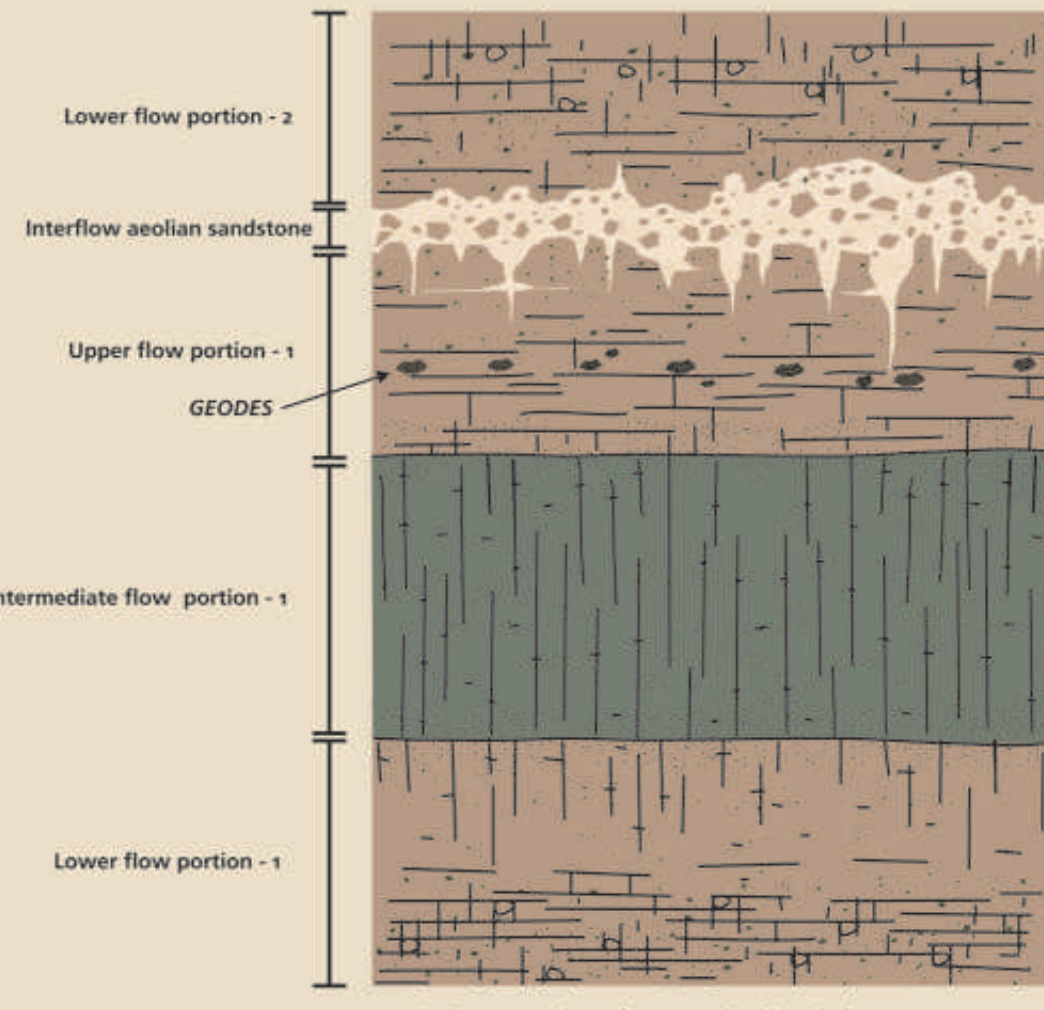 Lower flow portion - 2
Interflow aeolian sandstone
Upper flow portion - 1
GEODES
ntermediate flow portion - 1
Lower flow portion - 1